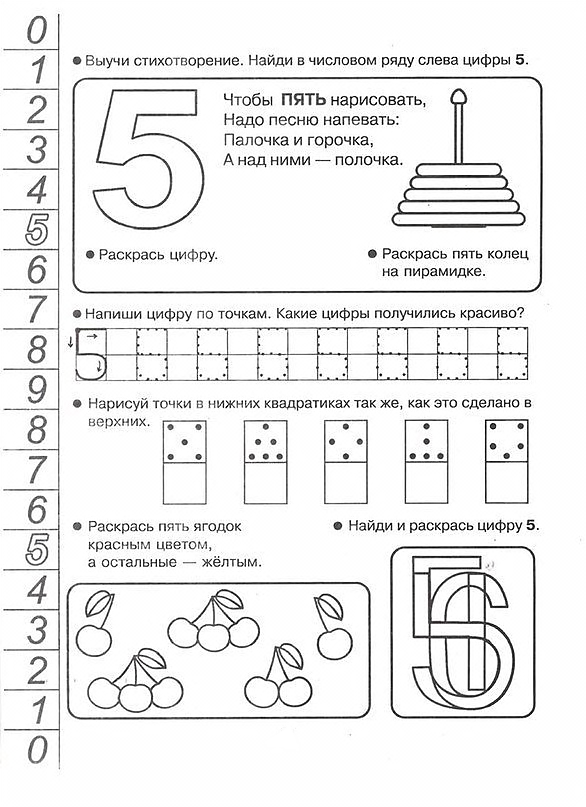 0
1
2
3
4
5
6
7
8
9
8
7
6
5
4
3
2
1
0
● Выучи стихотворение. Найди в числовом ряду слева цифры 5.
5
Чтобы ПЯТЬ нарисовать,
Надо песню напевать:
Палочка и горочка,
А над ними — полочка.
● Раскрась цифру.
● Раскрась пять колец
на пирамидке.
● Напиши цифру по точкам. Какие цифры получились красиво?
5
● Нарисуй точки в нижних квадратиках так же, как это сделано в
верхних.
● Раскрась пять ягодок
красным цветом,
а остальные — жёлтым.
● Найди и раскрась цифру 5.